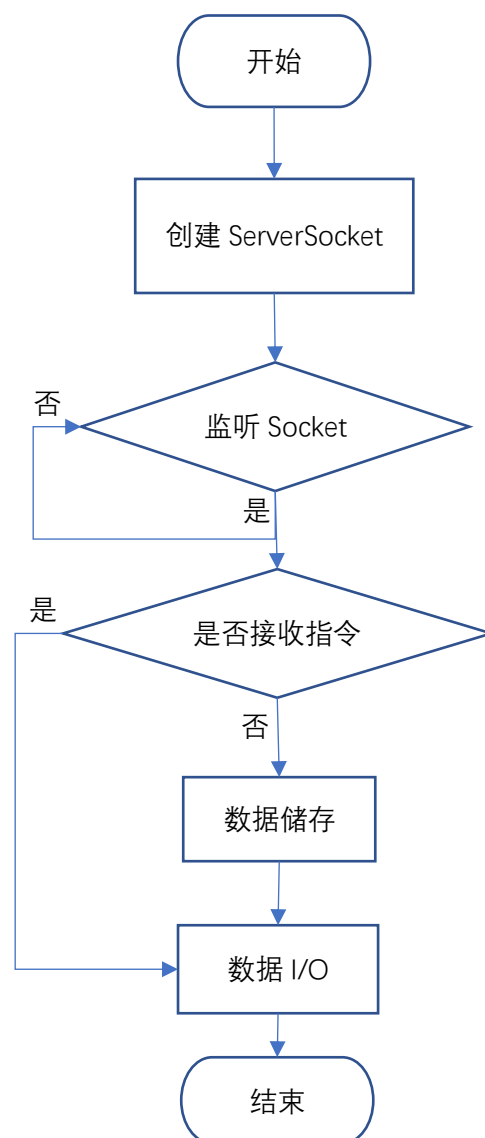 开始
创建 ServerSocket
否
监听 Socket
是
是
是否接收指令
否
数据储存
数据 I/O
结束